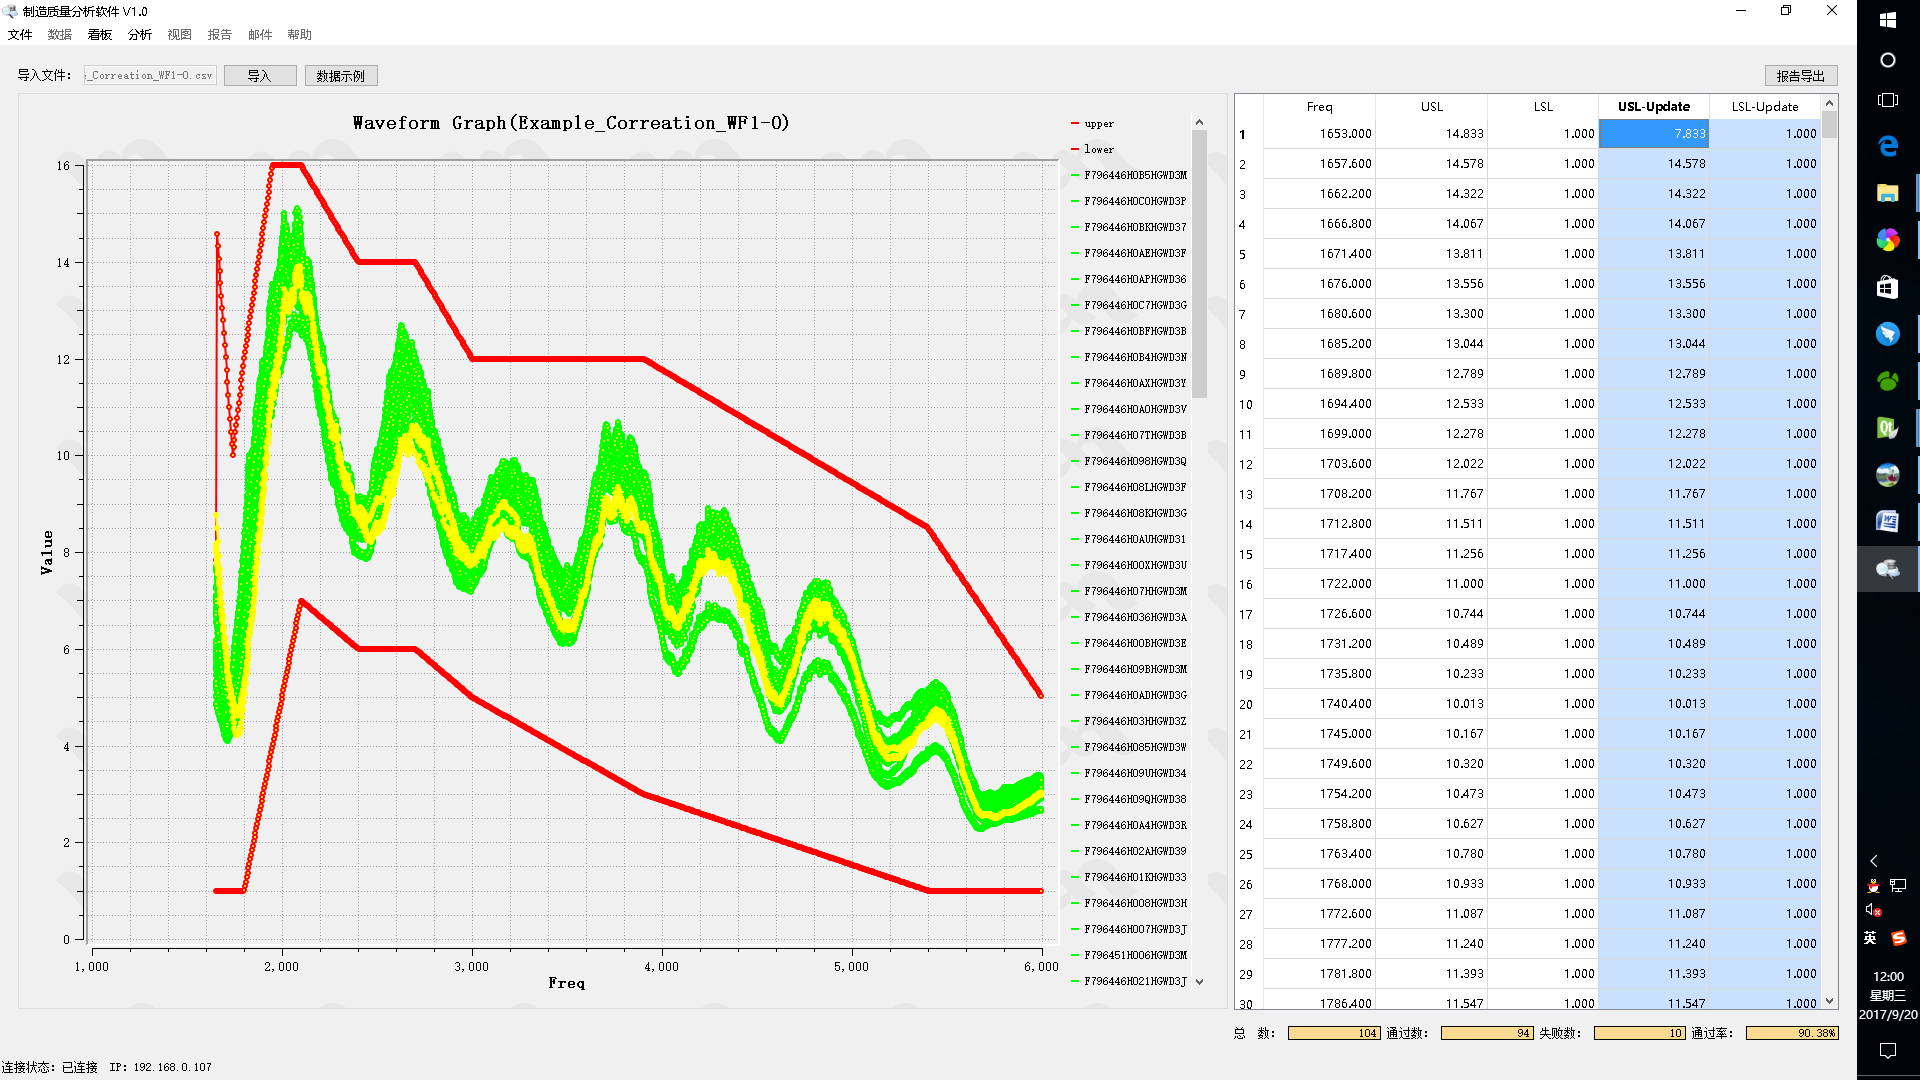 制造质量分析软件 V1.0
文件 数据 看板 分析 视图 报告 邮件 帮助
导入文件: :_Correation_WF1-0.csv 导入 数据示例 报告导出
Waveform Graph(Example_Correation_WF1-0)
Value
16
14
12
10
8
6
4
2
0
1,000 2,000 3,000 4,000 5,000 6,000
Freq
upper
lower
F796446H0B5HGWD3M
F796446H0C0HGWD3P
F796446H0BKHGWD37
F796446H0AEHGWD3F
F796446H0APHGWD36
F796446H0C7HGWD3G
F796446H0BFHGWD3B
F796446H0B4HGWD3N
F796446H0AXHGWD3Y
F796446H0A0HGWD3V
F796446H07THGWD3B
F796446H098HGWD3Q
F796446H08LHGWD3F
F796446H08KHGWD3G
F796446H0AUHGWD31
F796446H00XHGWD3U
F796446H07HHGWD3M
F796446H036HGWD3A
F796446H00BHGWD3E
F796446H09BHGWD3M
F796446H0ADHGWD3G
F796446H03HHGWD3Z
F796446H085HGWD3W
F796446H09UHGWD34
F796446H09QHGWD38
F796446H0A4HGWD3R
F796446H02AHGWD39
F796446H01KHGWD33
F796446H008HGWD3H
F796446H007HGWD3J
F796451H006HGWD3M
F796446H021HGWD3J
Freq USL LSL USL-Update LSL-Update
1 1653.000 14.833 1.000 7.833 1.000
2 1657.600 14.578 1.000 14.578 1.000
3 1662.200 14.322 1.000 14.322 1.000
4 1666.800 14.067 1.000 14.067 1.000
5 1671.400 13.811 1.000 13.811 1.000
6 1676.000 13.556 1.000 13.556 1.000
7 1680.600 13.300 1.000 13.300 1.000
8 1685.200 13.044 1.000 13.044 1.000
9 1689.800 12.789 1.000 12.789 1.000
10 1694.400 12.533 1.000 12.533 1.000
11 1699.000 12.278 1.000 12.278 1.000
12 1703.600 12.022 1.000 12.022 1.000
13 1708.200 11.767 1.000 11.767 1.000
14 1712.800 11.511 1.000 11.511 1.000
15 1717.400 11.256 1.000 11.256 1.000
16 1722.000 11.000 1.000 11.000 1.000
17 1726.600 10.744 1.000 10.744 1.000
18 1731.200 10.489 1.000 10.489 1.000
19 1735.800 10.233 1.000 10.233 1.000
20 1740.400 10.013 1.000 10.013 1.000
21 1745.000 10.167 1.000 10.167 1.000
22 1749.600 10.320 1.000 10.320 1.000
23 1754.200 10.473 1.000 10.473 1.000
24 1758.800 10.627 1.000 10.627 1.000
25 1763.400 10.780 1.000 10.780 1.000
26 1768.000 10.933 1.000 10.933 1.000
27 1772.600 11.087 1.000 11.087 1.000
28 1777.200 11.240 1.000 11.240 1.000
29 1781.800 11.393 1.000 11.393 1.000
30 1786.400 11.547 1.000 11.547 1.000
总 数: 104 通过数: 94 失败数: 10 通过率: 90.38%
连接状态: 已连接 IP: 192.168.0.107
英
12:00
星期三
2017/9/20